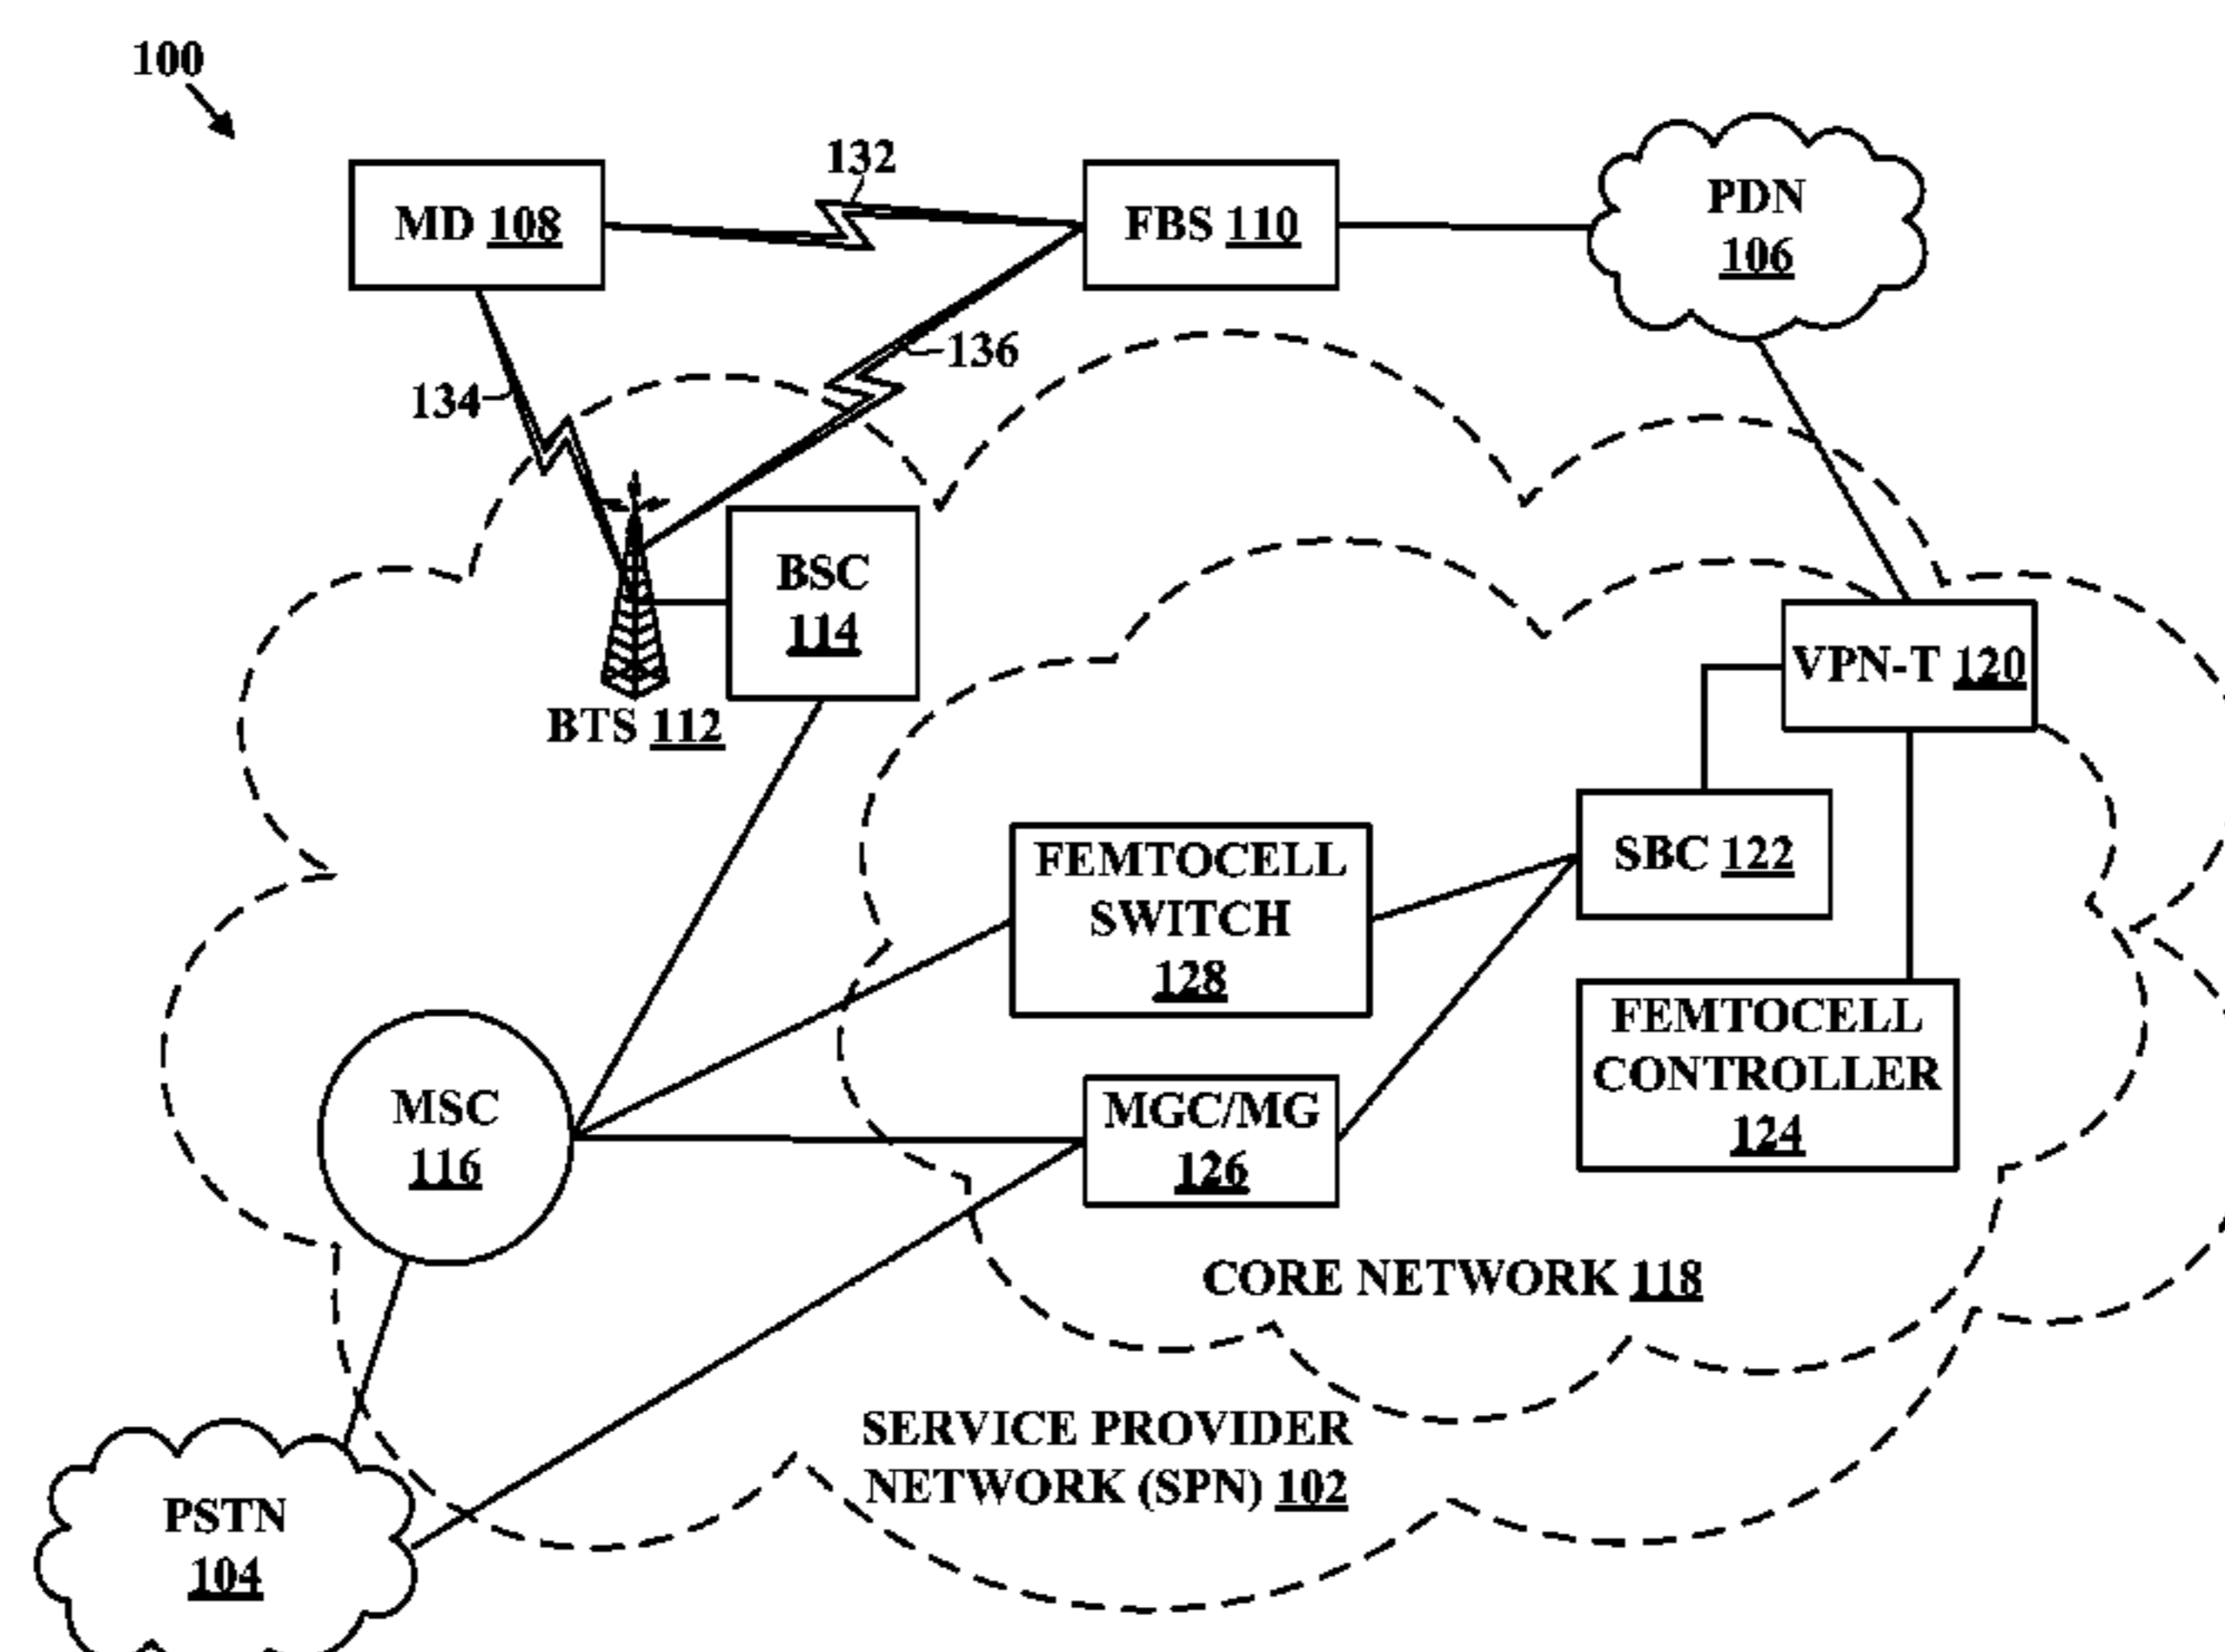 100
132
MD 108
FBS 110
PDN
106
136
134
BSC
114
BTS 112
VPN-T 120
FEMTOCELL
SWITCH
128
SBC 122
FEMTOCELL
CONTROLLER
124
MSC
116
MGC/MG
126
CORE NETWORK 118
SERVICE PROVIDER
NETWORK (SPN) 102
PSTN
104